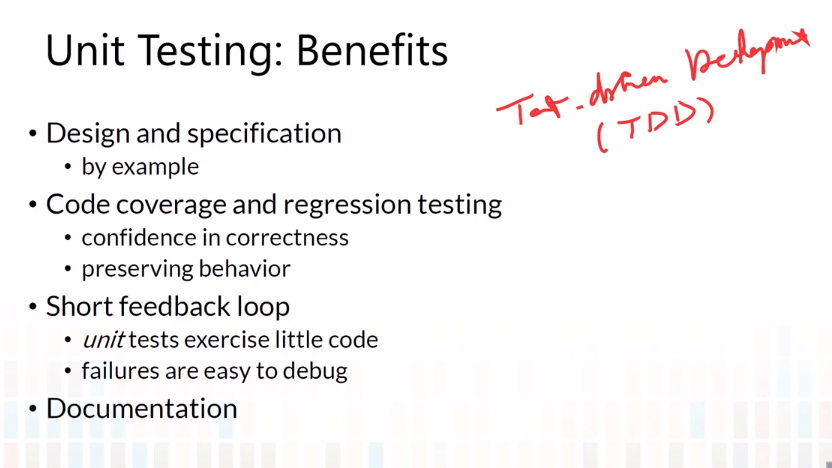 Unit Testing: Benefits
Test-driven Development
(TDD)
• Design and specification
• by example
• Code coverage and regression testing
• confidence in correctness
• preserving behavior
• Short feedback loop
• unit tests exercise little code
• failures are easy to debug
• Documentation